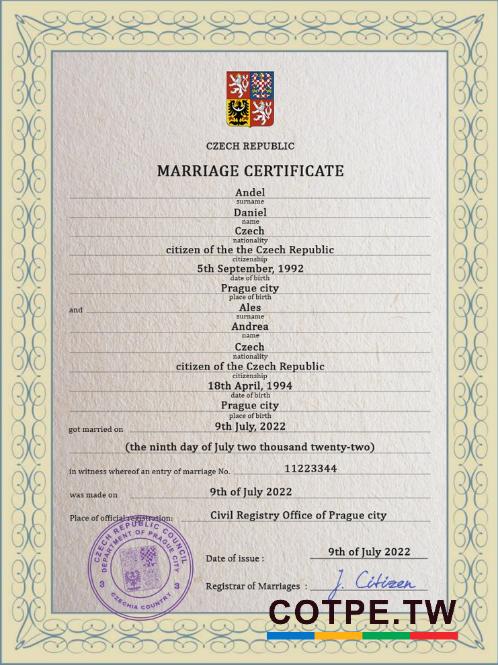 CZECH REPUBLIC
MARRIAGE CERTIFICATE
Andel
surname
Daniel
name
Czech
nationality
citizen of the the Czech Republic
citizenship
5th September, 1992
date of birth
Prague city
place of birth
and Ales
surname
Andrea
name
Czech
nationality
citizen of the Czech Republic
citizenship
18th April, 1994
date of birth
Prague city
place of birth
got married on 9th July, 2022
(the ninth day of July two thousand twenty-two)
in witness whereof an entry of marriage No. 11223344
was made on 9th of July 2022
Place of official registration: Civil Registry Office of Prague city
CZECH REPUBLIC COUNCIL
DEPARTMENT OF PRAGUE CITY
3 3
CZECHIA COUNTRY
Date of issue : 9th of July 2022
Registrar of Marriages : J. Citizen
COTPE.TW